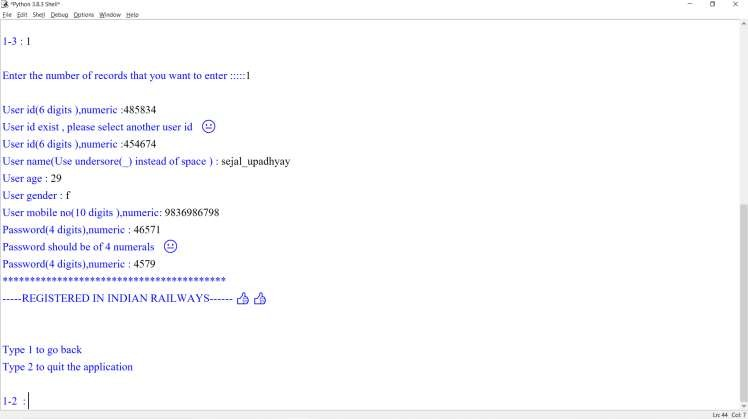 *Python 3.8.3 Shell*
File Edit Shell Debug Options Window Help
1-3 : 1
Enter the number of records that you want to enter :::::1
User id(6 digits ),numeric :485834
User id exist , please select another user id 😐
User id(6 digits ),numeric :454674
User name(Use undersore(_) instead of space ) : sejal_upadhyay
User age : 29
User gender : f
User mobile no(10 digits ),numeric: 9836986798
Password(4 digits),numeric : 46571
Password should be of 4 numerals 😐
Password(4 digits),numeric : 4579
*****************************************
-----REGISTERED IN INDIAN RAILWAYS------ 👍 👍
Type 1 to go back
Type 2 to quit the application
1-2 :
Ln: 44 Col: 7